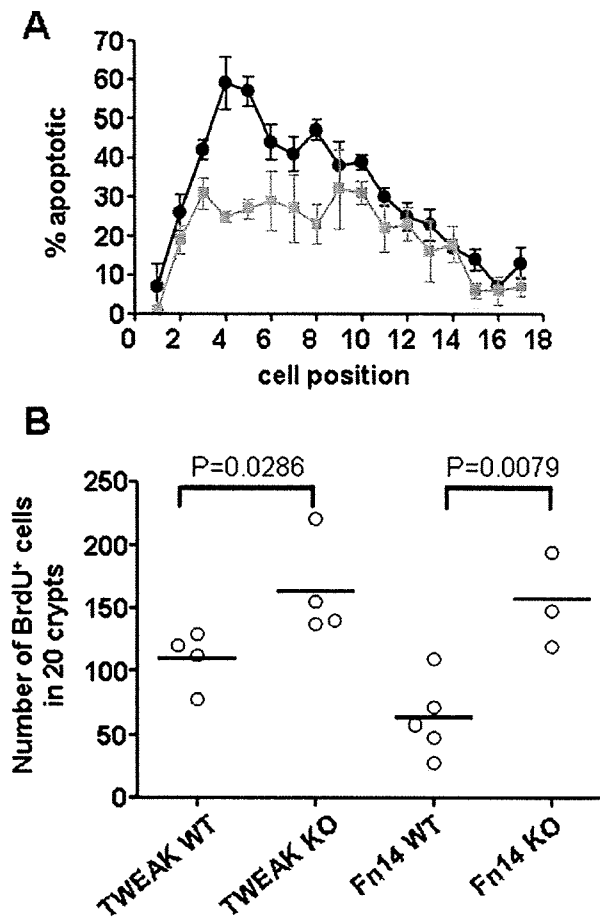 A
70
60
50
40
30
20
10
0
% apoptotic
0 2 4 6 8 10 12 14 16 18
cell position
B
P=0.0286 P=0.0079
250
200
150
100
50
0
Number of BrdU⁺ cells
in 20 crypts
TWEAK WT
TWEAK KO
Fn14 WT
Fn14 KO